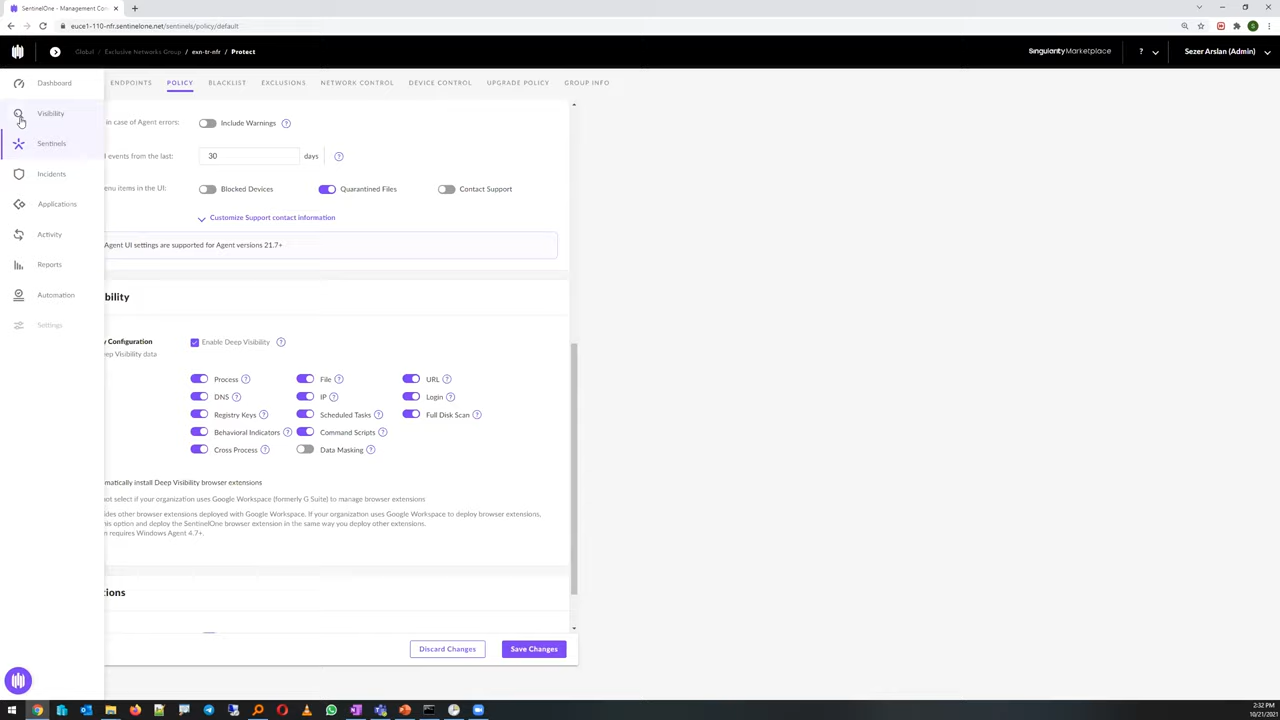 SentinelOne - Management Con
euce1-110-nfr.sentinelone.net/sentinels/policy/default
Global / Exclusive Networks Group / exn-tr-nfr / Protect
Singularity Marketplace
?
Sezer Arslan (Admin)
Dashboard
Visibility
Sentinels
Incidents
Applications
Activity
Reports
Automation
Settings
ENDPOINTS POLICY BLACKLIST EXCLUSIONS NETWORK CONTROL DEVICE CONTROL UPGRADE POLICY GROUP INFO
in case of Agent errors: Include Warnings ?
l events from the last: 30 days ?
enu items in the UI: Blocked Devices Quarantined Files Contact Support
Customize Support contact information
Agent UI settings are supported for Agent versions 21.7+
bility
y Configuration Enable Deep Visibility ?
eep Visibility data
Process ? File ? URL ?
DNS ? IP ? Login ?
Registry Keys ? Scheduled Tasks ? Full Disk Scan ?
Behavioral Indicators ? Command Scripts ?
Cross Process ? Data Masking ?
matically install Deep Visibility browser extensions
not select if your organization uses Google Workspace (formerly G Suite) to manage browser extensions
ides other browser extensions deployed with Google Workspace. If your organization uses Google Workspace to deploy browser extensions,
his option and deploy the SentinelOne browser extension in the same way you deploy other extensions.
n requires Windows Agent 4.7+.
tions
Discard Changes Save Changes
2:32 PM
10/21/2021